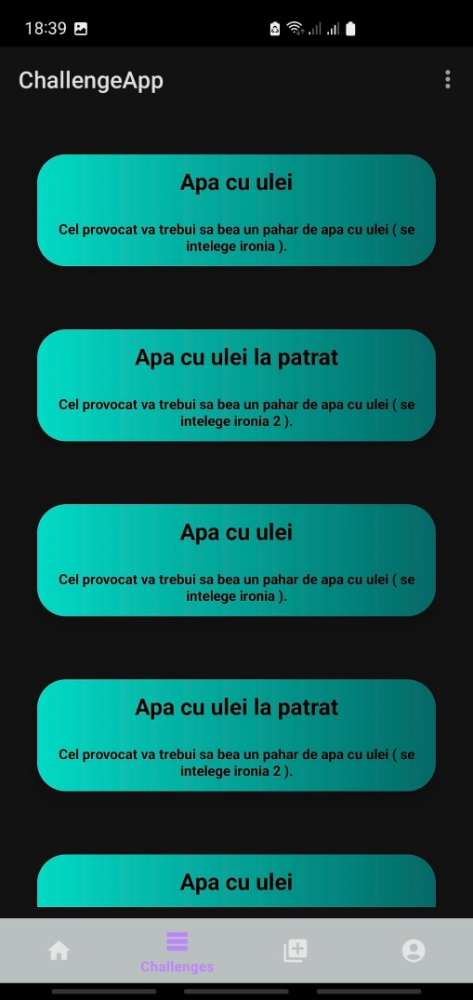 18:39
ChallengeApp
Apa cu ulei
Cel provocat va trebui sa bea un pahar de apa cu ulei ( se
intelege ironia ).
Apa cu ulei la patrat
Cel provocat va trebui sa bea un pahar de apa cu ulei ( se
intelege ironia 2 ).
Apa cu ulei
Cel provocat va trebui sa bea un pahar de apa cu ulei ( se
intelege ironia ).
Apa cu ulei la patrat
Cel provocat va trebui sa bea un pahar de apa cu ulei ( se
intelege ironia 2 ).
Apa cu ulei
Challenges